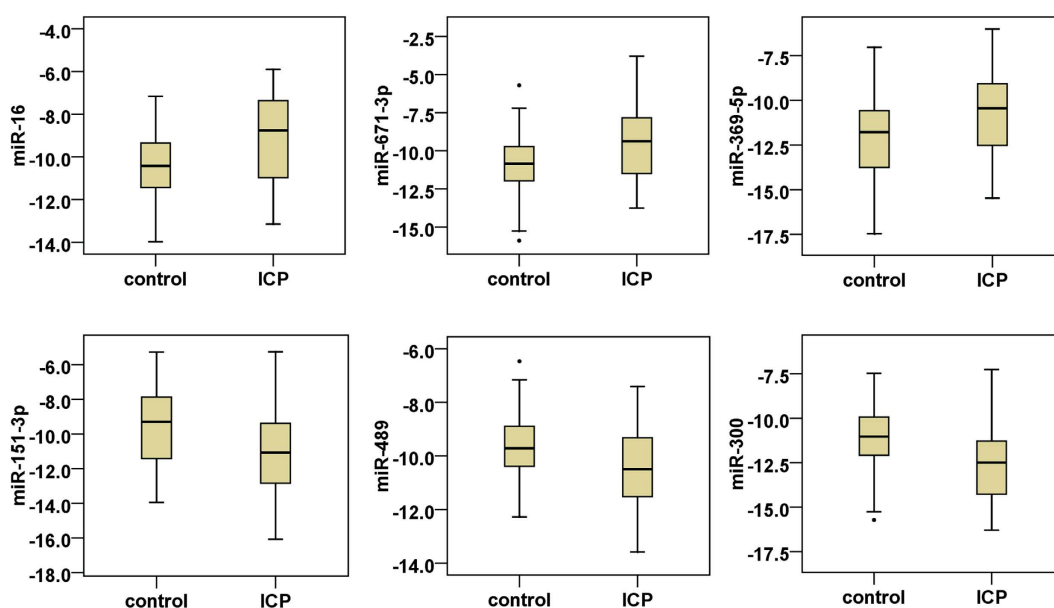 miR-16
-4.0
-6.0
-8.0
-10.0
-12.0
-14.0
control ICP
miR-671-3p
-2.5
-5.0
-7.5
-10.0
-12.5
-15.0
control ICP
miR-369-5p
-7.5
-10.0
-12.5
-15.0
-17.5
control ICP
miR-151-3p
-6.0
-8.0
-10.0
-12.0
-14.0
-16.0
-18.0
control ICP
miR-489
-6.0
-8.0
-10.0
-12.0
-14.0
control ICP
miR-300
-7.5
-10.0
-12.5
-15.0
-17.5
control ICP